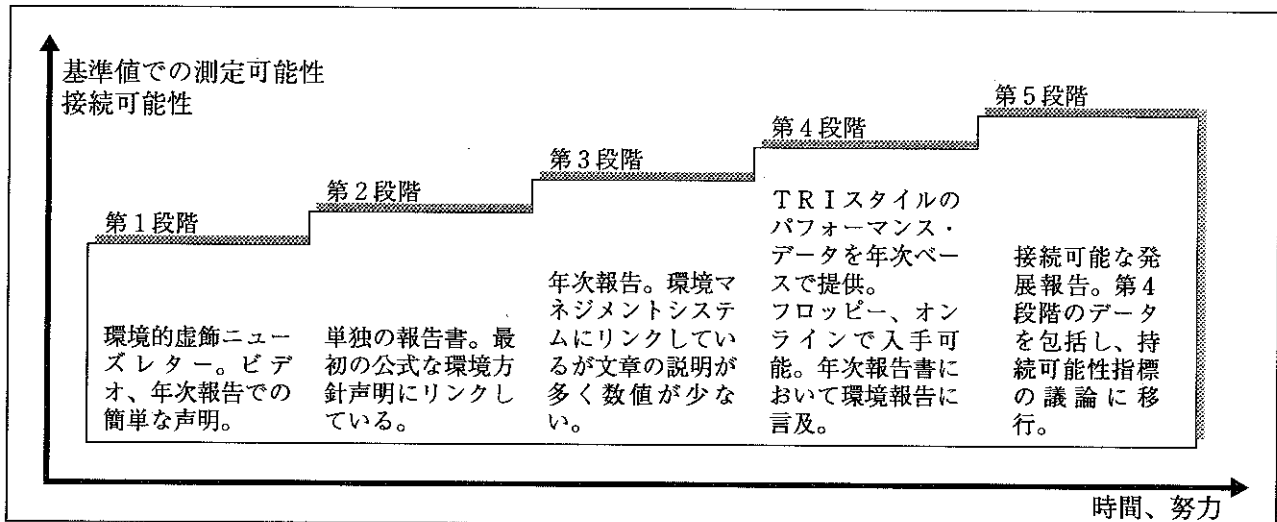 基準値での測定可能性
接続可能性
第1段階
環境的虚飾ニュー
ズレター。ビデ
オ、年次報告での
簡単な声明。
第2段階
単独の報告書。最
初の公式な環境方
針声明にリンクし
ている。
第3段階
年次報告。環境マ
ネジメントシステ
ムにリンクしてい
るが文章の説明が
多く数値が少な
い。
第4段階
ＴＲＩスタイルの
パフォーマンス・
データを年次ベー
スで提供。
フロッピー、オン
ラインで入手可
能。年次報告書に
おいて環境報告に
言及。
第5段階
接続可能な発
展報告。第4
段階のデータ
を包括し、持
続可能性指標
の議論に移
行。
時間、努力